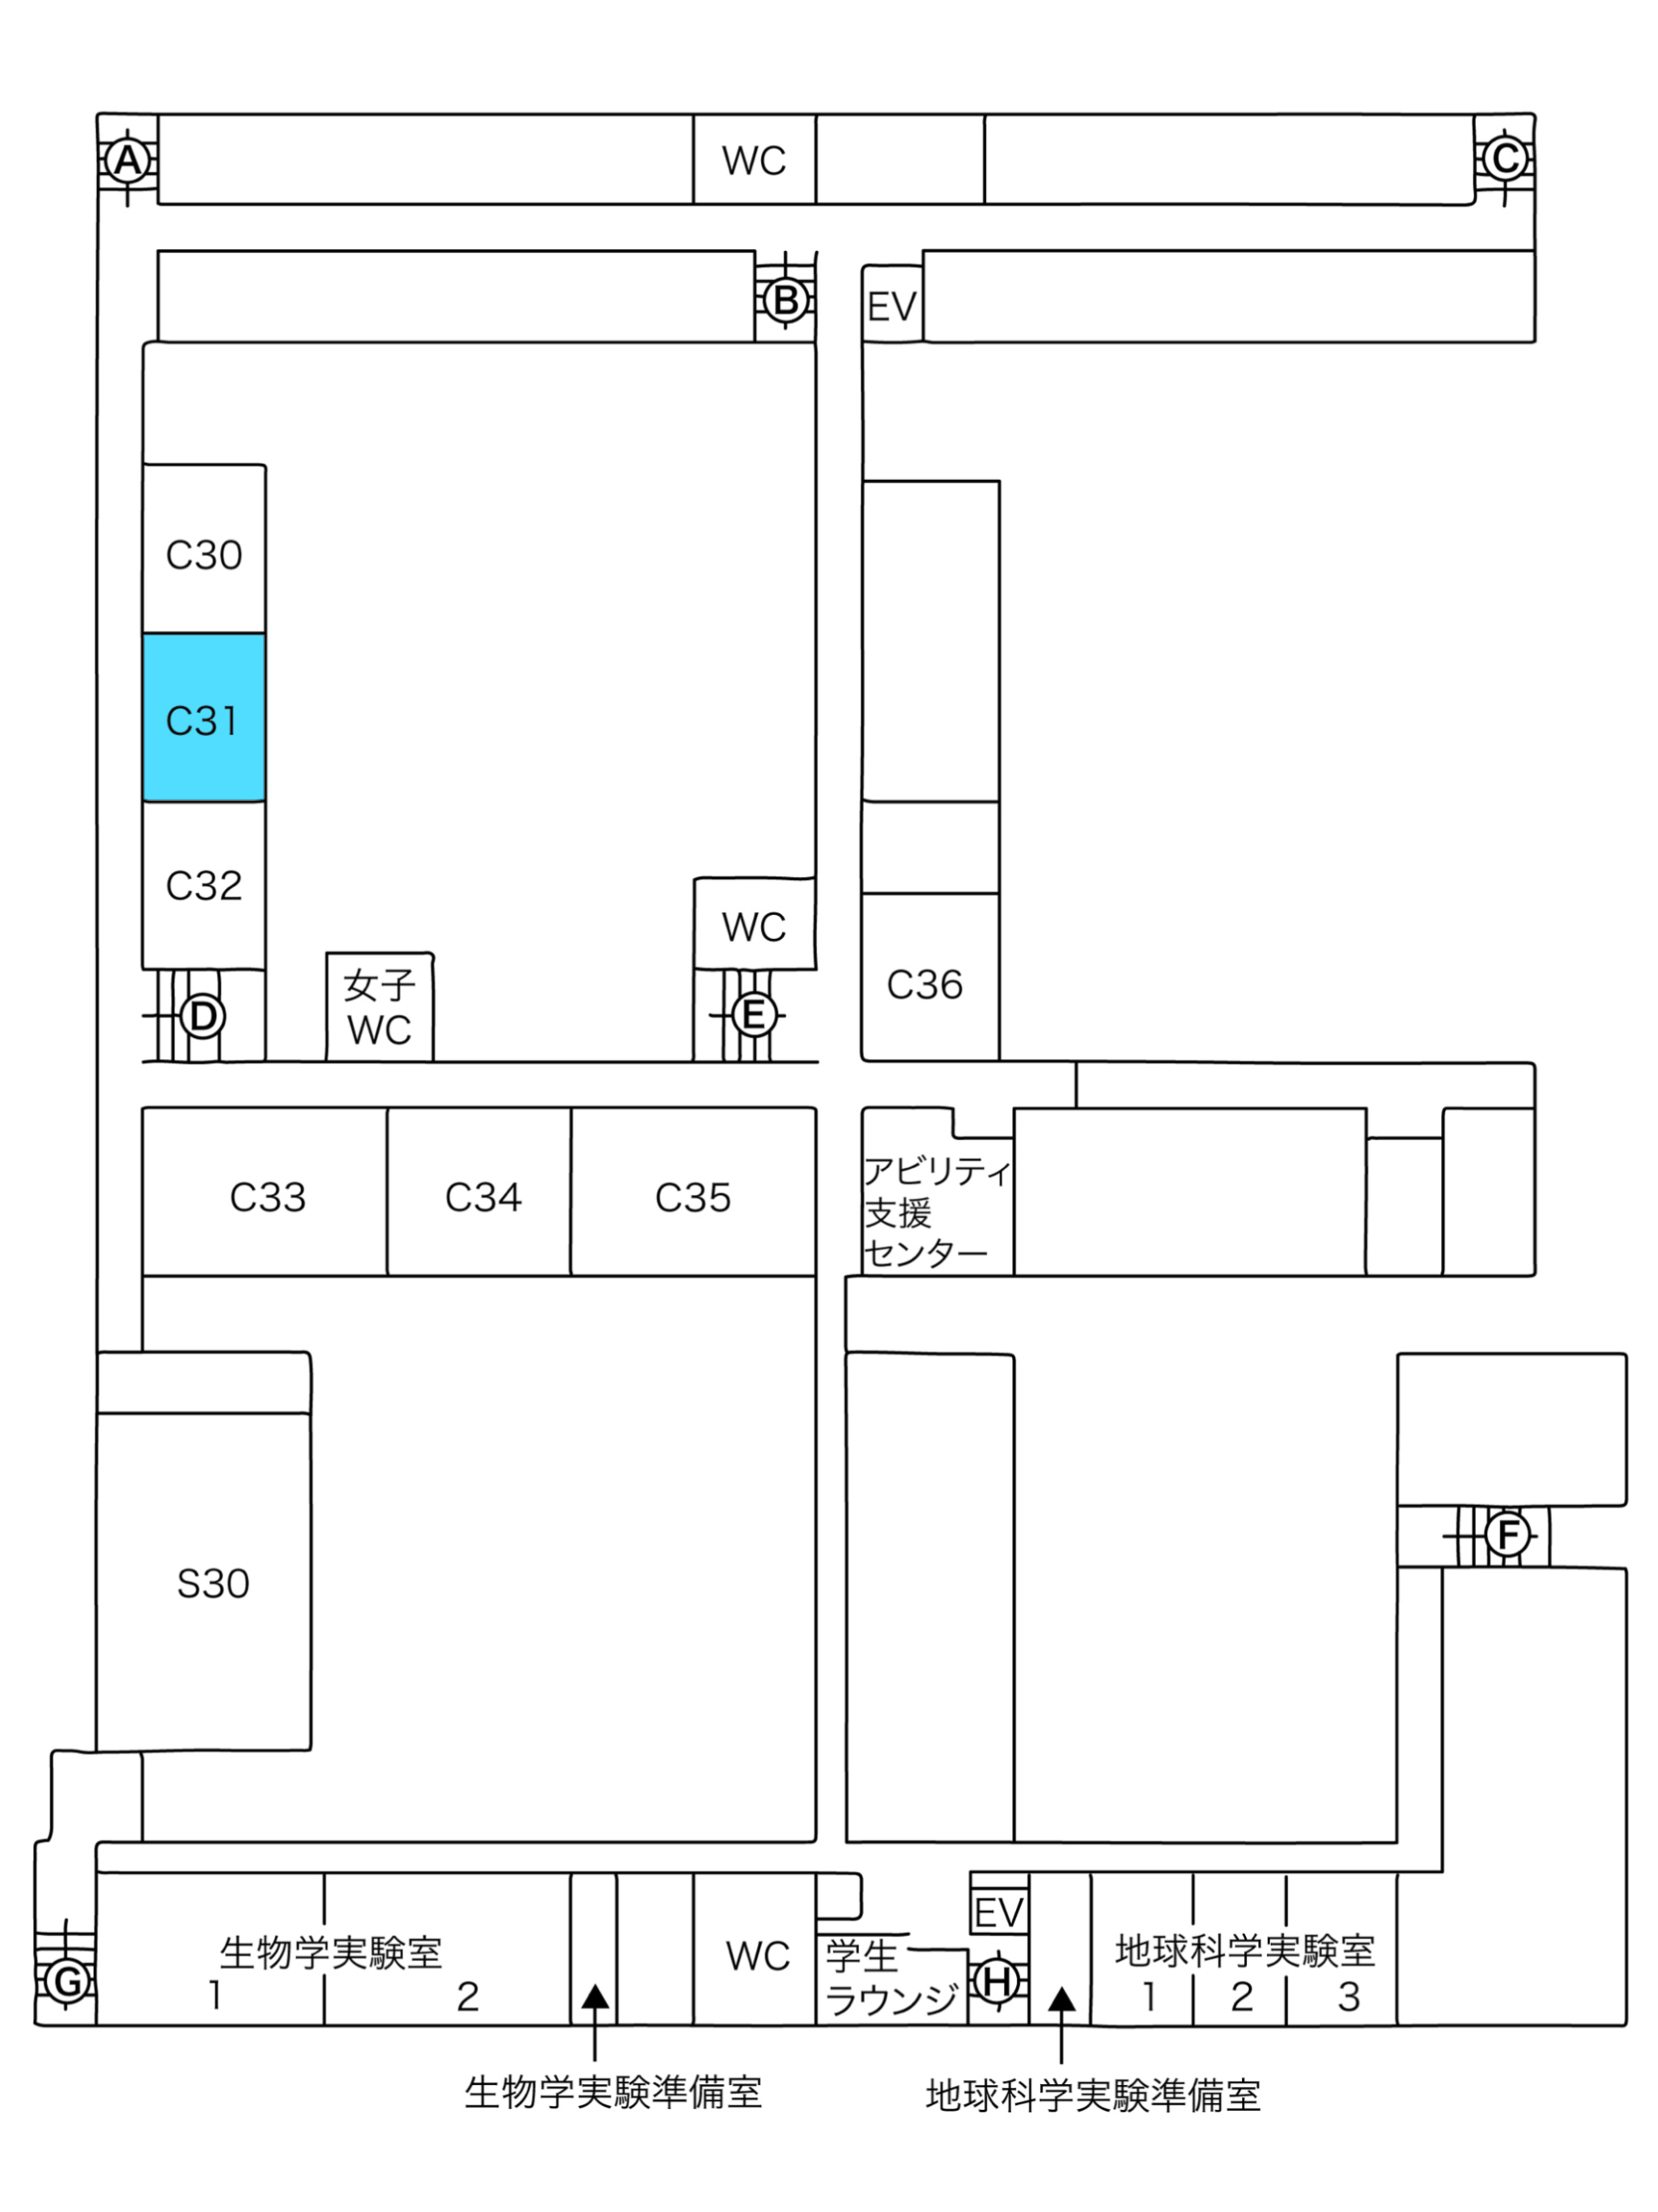 A
WC
C
B
EV
C30
C31
C32
WC
女子
WC
D
E
C36
C33
C34
C35
アビリティ
支援
センター
S30
F
生物学実験室
1
2
WC
学生
ラウンジ
EV
H
地球科学実験室
1
2
3
G
生物学実験準備室
地球科学実験準備室